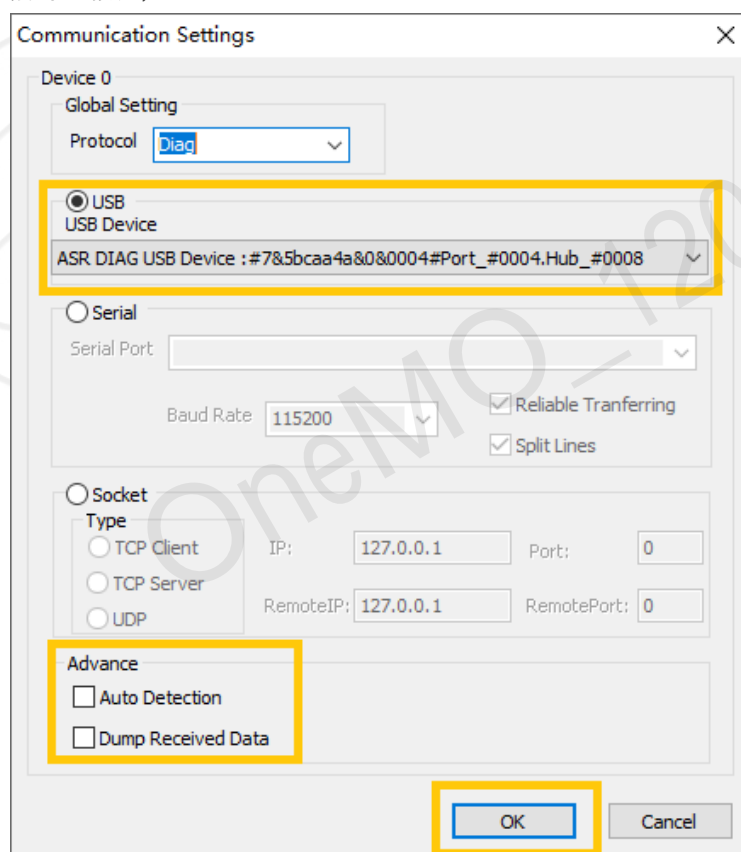 Communication Settings
Device 0
Global Setting
Protocol Diag
USB
USB Device
ASR DIAG USB Device :#7&5bcaa4a&0&0004#Port_#0004.Hub_#0008
Serial
Serial Port
Baud Rate 115200 Reliable Tranferring
Split Lines
Socket
Type
TCP Client IP: 127.0.0.1 Port: 0
TCP Server
RemoteIP: 127.0.0.1 RemotePort: 0
UDP
Advance
Auto Detection
Dump Received Data
OK Cancel
OneMO_120